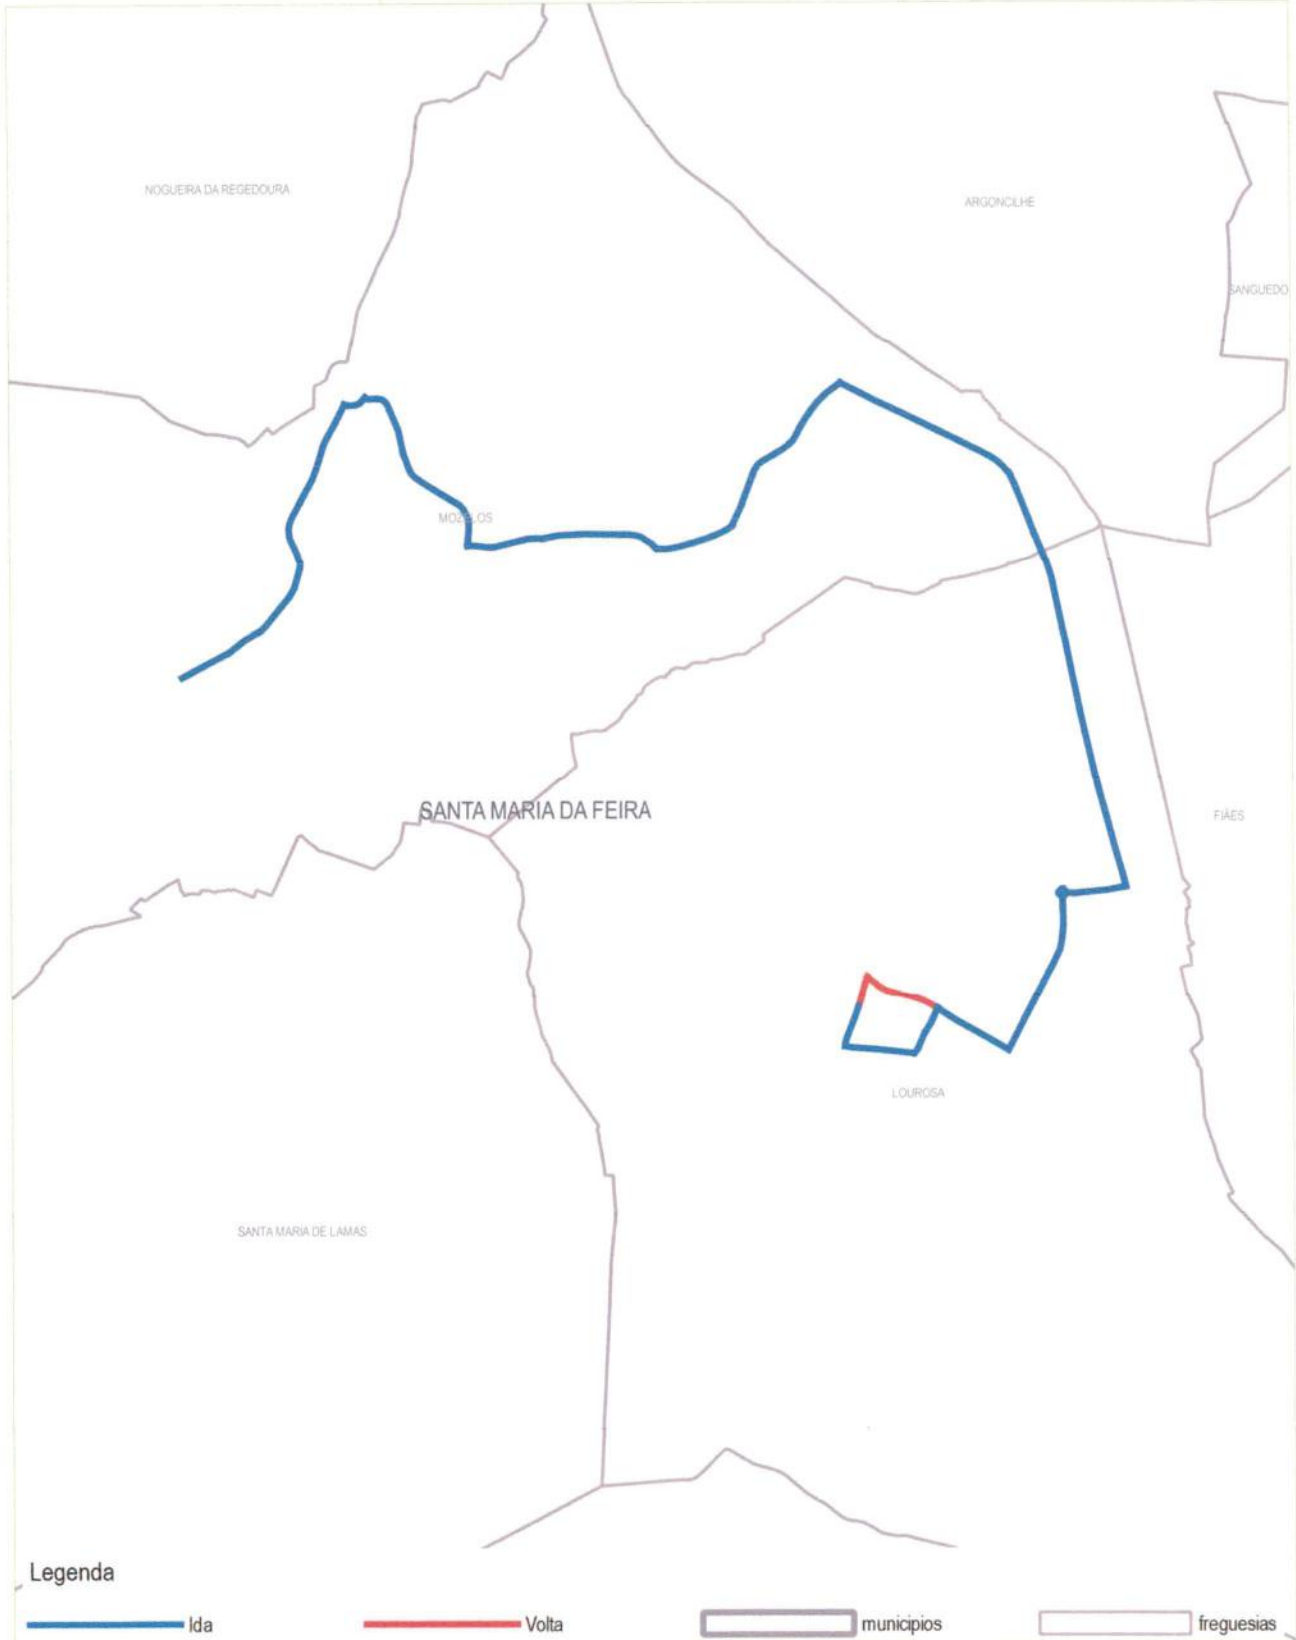 NOGUEIRA DA REGEDOURA
ARGONCILHE
SANGUEDO
MOZELOS
SANTA MARIA DA FEIRA
FIÃES
LOUROSA
SANTA MARIA DE LAMAS
Legenda
Ida Volta municipios freguesias